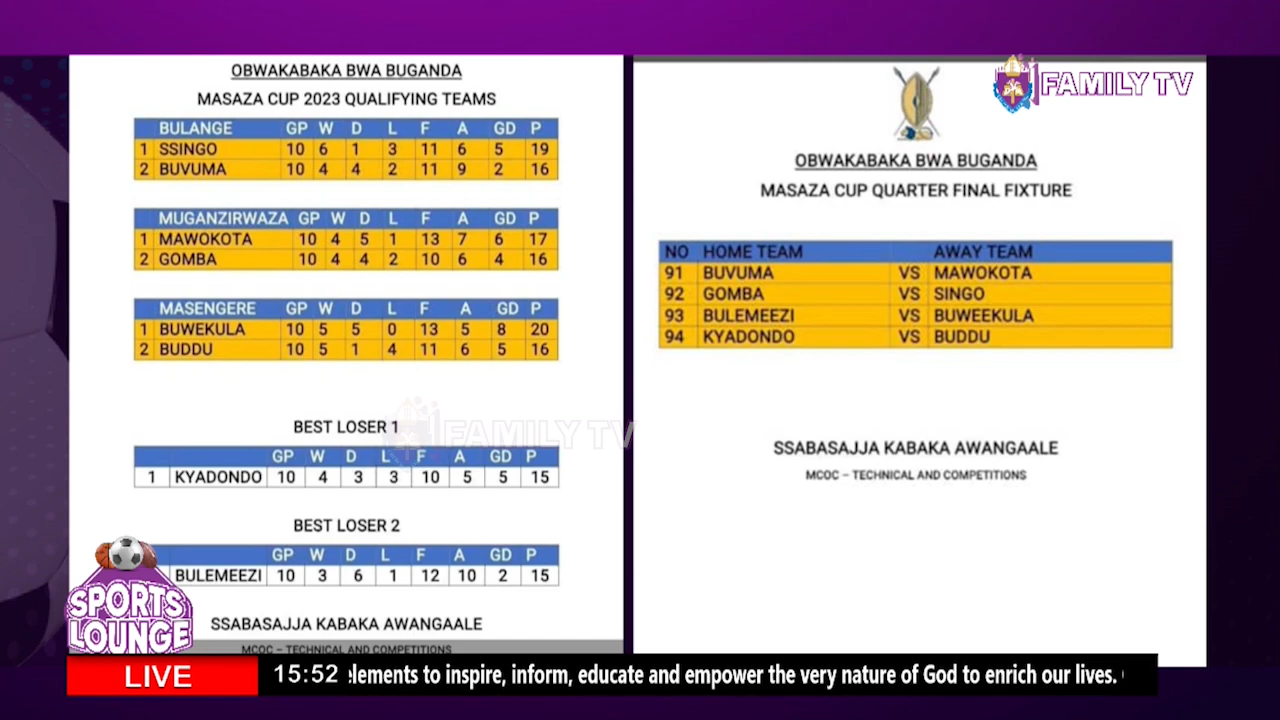 OBWAKABAKA BWA BUGANDA
MASAZA CUP 2023 QUALIFYING TEAMS
BULANGE GP W D L F A GD P
1 SSINGO 10 6 1 3 11 6 5 19
2 BUVUMA 10 4 4 2 11 9 2 16
MUGANZIRWAZA GP W D L F A GD P
1 MAWOKOTA 10 4 5 1 13 7 6 17
2 GOMBA 10 4 4 2 10 6 4 16
MASENGERE GP W D L F A GD P
1 BUWEKULA 10 5 5 0 13 5 8 20
2 BUDDU 10 5 1 4 11 6 5 16
BEST LOSER 1
GP W D L F A GD P
1 KYADONDO 10 4 3 3 10 5 5 15
BEST LOSER 2
GP W D L F A GD P
BULEMEEZI 10 3 6 1 12 10 2 15
SSABASAJJA KABAKA AWANGAALE
MCOC – TECHNICAL AND COMPETITIONS
FAMILY TV
FAMILY TV
OBWAKABAKA BWA BUGANDA
MASAZA CUP QUARTER FINAL FIXTURE
NO HOME TEAM AWAY TEAM
91 BUVUMA VS MAWOKOTA
92 GOMBA VS SINGO
93 BULEMEEZI VS BUWEEKULA
94 KYADONDO VS BUDDU
SSABASAJJA KABAKA AWANGAALE
MCOC – TECHNICAL AND COMPETITIONS
SPORTS
LOUNGE
LIVE
15:52 lements to inspire, inform, educate and empower the very nature of God to enrich our lives.